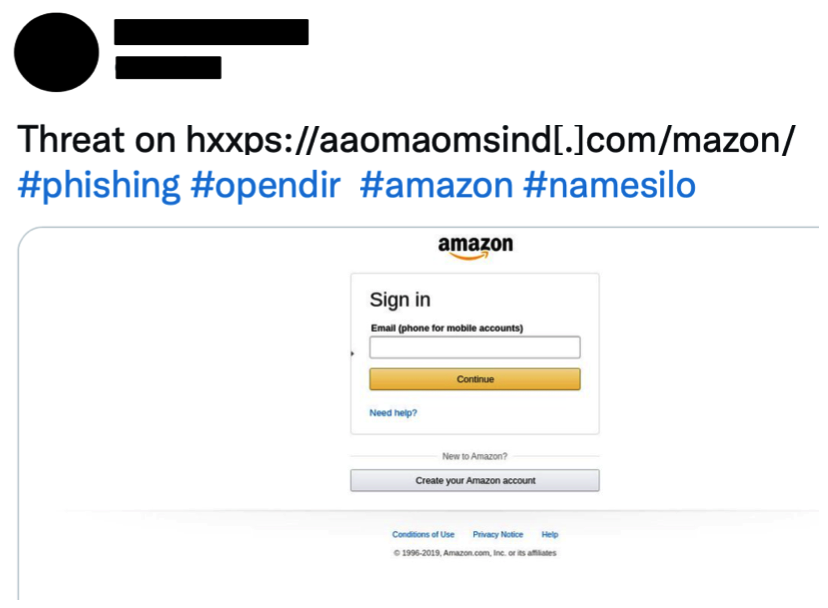 Threat on hxxps://aaomaomsind[.]com/mazon/
#phishing #opendir #amazon #namesilo
amazon
Sign in
Email (phone for mobile accounts)
Continue
Need help?
New to Amazon?
Create your Amazon account
Conditions of Use Privacy Notice Help
© 1996-2019, Amazon.com, Inc. or its affiliates